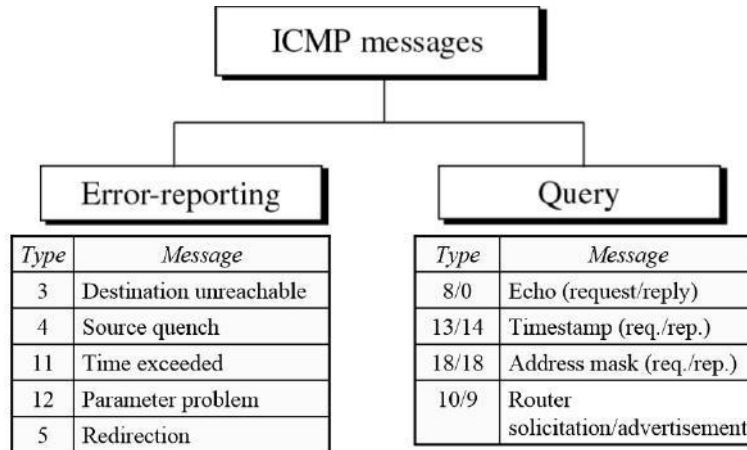 ICMP messages
Error-reporting
Type Message
3 Destination unreachable
4 Source quench
11 Time exceeded
12 Parameter problem
5 Redirection
Query
Type Message
8/0 Echo (request/reply)
13/14 Timestamp (req./rep.)
18/18 Address mask (req./rep.)
10/9 Router
solicitation/advertisement